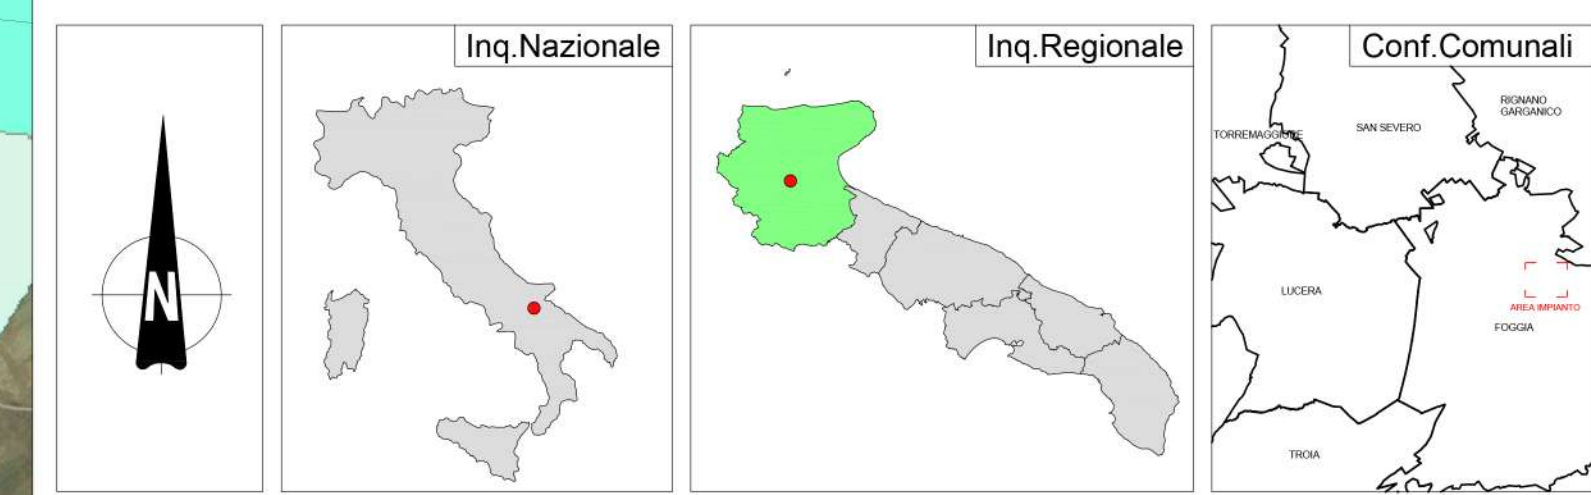 N
Inq.Nazionale
Inq.Regionale
Conf.Comunali
RIGNANO
GARGANICO
SAN SEVERO
TORREMAGGIORE
LUCERA
AREA IMPIANTO
FOGGIA
TROIA